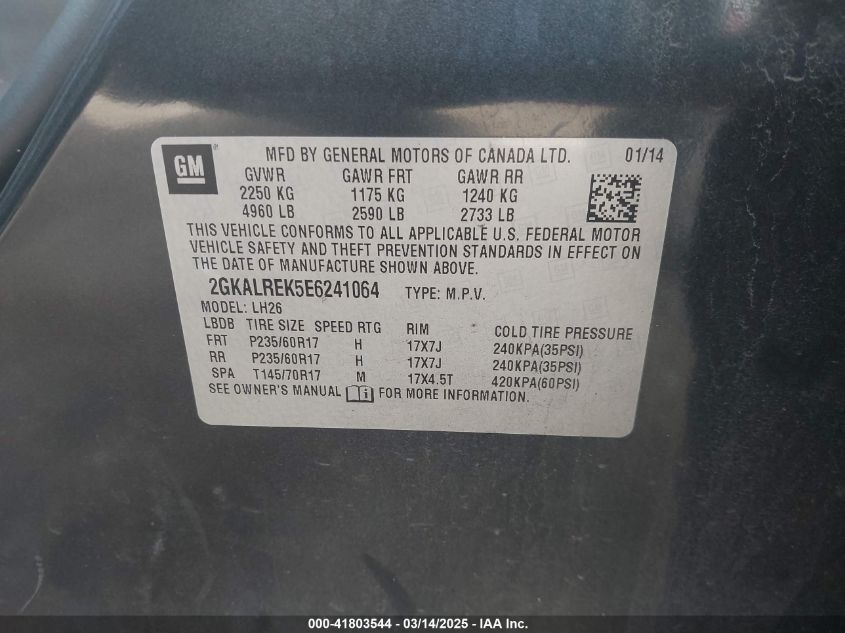 GM
MFD BY GENERAL MOTORS OF CANADA LTD. 01/14
GVWR GAWR FRT GAWR RR
2250 KG 1175 KG 1240 KG
4960 LB 2590 LB 2733 LB
THIS VEHICLE CONFORMS TO ALL APPLICABLE U.S. FEDERAL MOTOR
VEHICLE SAFETY AND THEFT PREVENTION STANDARDS IN EFFECT ON
THE DATE OF MANUFACTURE SHOWN ABOVE.
2GKALREK5E6241064 TYPE: M.P.V.
MODEL: LH26
LBDB TIRE SIZE SPEED RTG RIM COLD TIRE PRESSURE
FRT P235/60R17 H 17X7J 240KPA(35PSI)
RR P235/60R17 H 17X7J 240KPA(35PSI)
SPA T145/70R17 M 17X4.5T 420KPA(60PSI)
SEE OWNER'S MANUAL i FOR MORE INFORMATION.
000-41803544 - 03/14/2025 - IAA Inc.